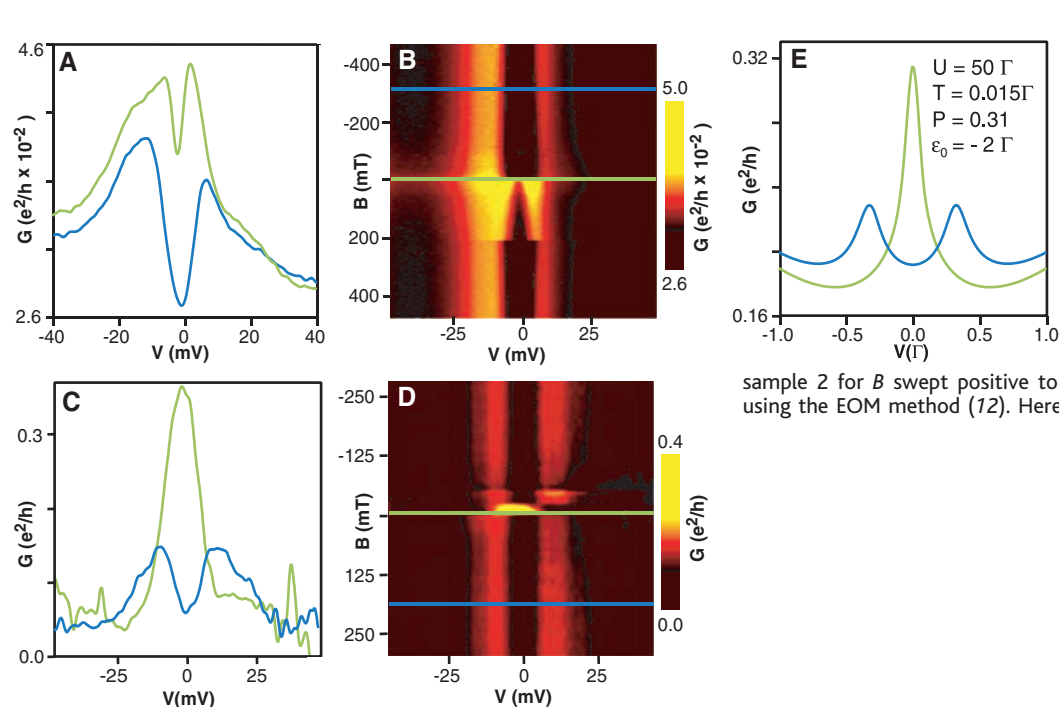 A
4.6
2.6
G (e²/h x 10⁻²)
-40
-20
0
20
40
V (mV)
B
-400
-200
200
400
B (mT)
-25
0
25
V (mV)
5.0
2.6
G (e²/h x 10⁻²)
E
0.32
0.16
G (e²/h)
U = 50 Γ
T = 0.015Γ
P = 0.31
ε₀ = - 2 Γ
-1.0
-0.5
0.0
0.5
1.0
V(Γ)
sample 2 for B swept positive to
using the EOM method (12). Here
C
0.3
0.0
G (e²/h)
-25
0
25
V(mV)
D
-250
-125
125
250
B (mT)
-25
0
25
V (mV)
0.4
0.0
G (e²/h)